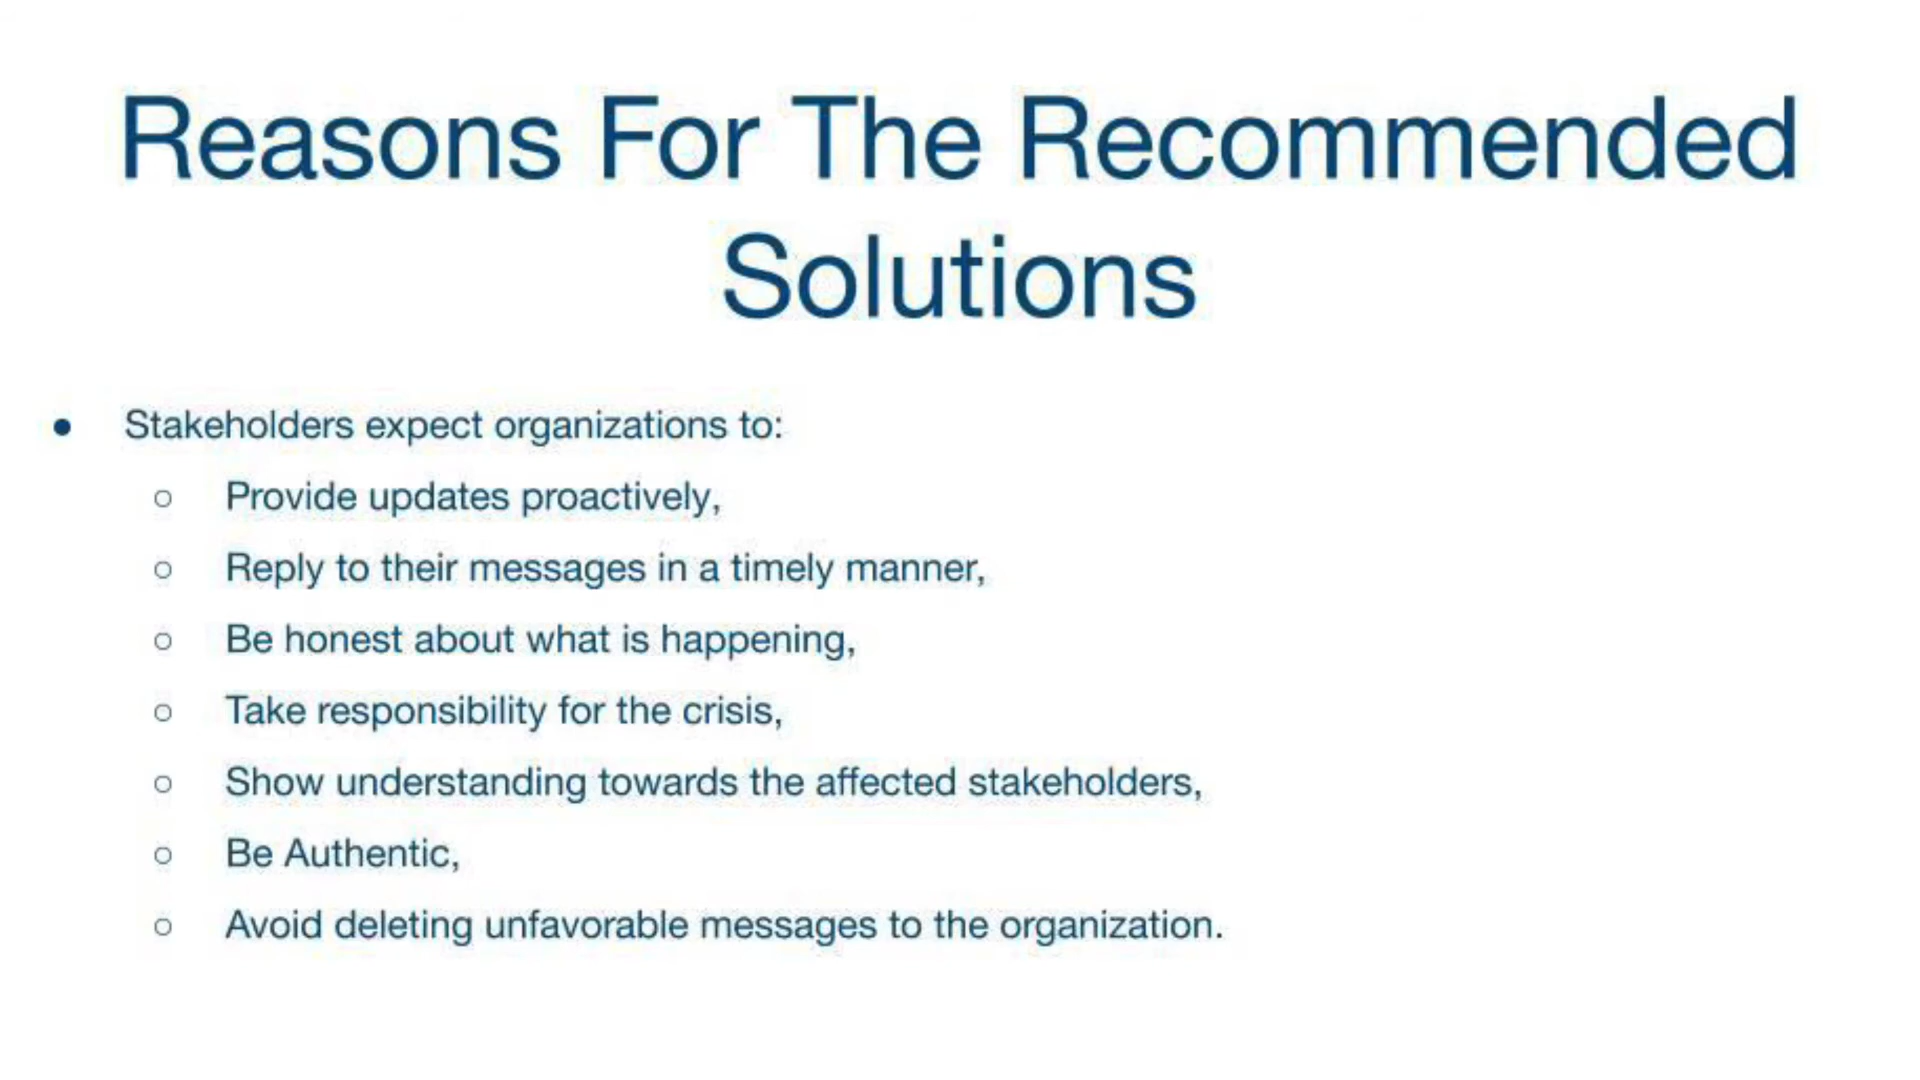 Reasons For The Recommended
Solutions
● Stakeholders expect organizations to:
○ Provide updates proactively,
○ Reply to their messages in a timely manner,
○ Be honest about what is happening,
○ Take responsibility for the crisis,
○ Show understanding towards the affected stakeholders,
○ Be Authentic,
○ Avoid deleting unfavorable messages to the organization.